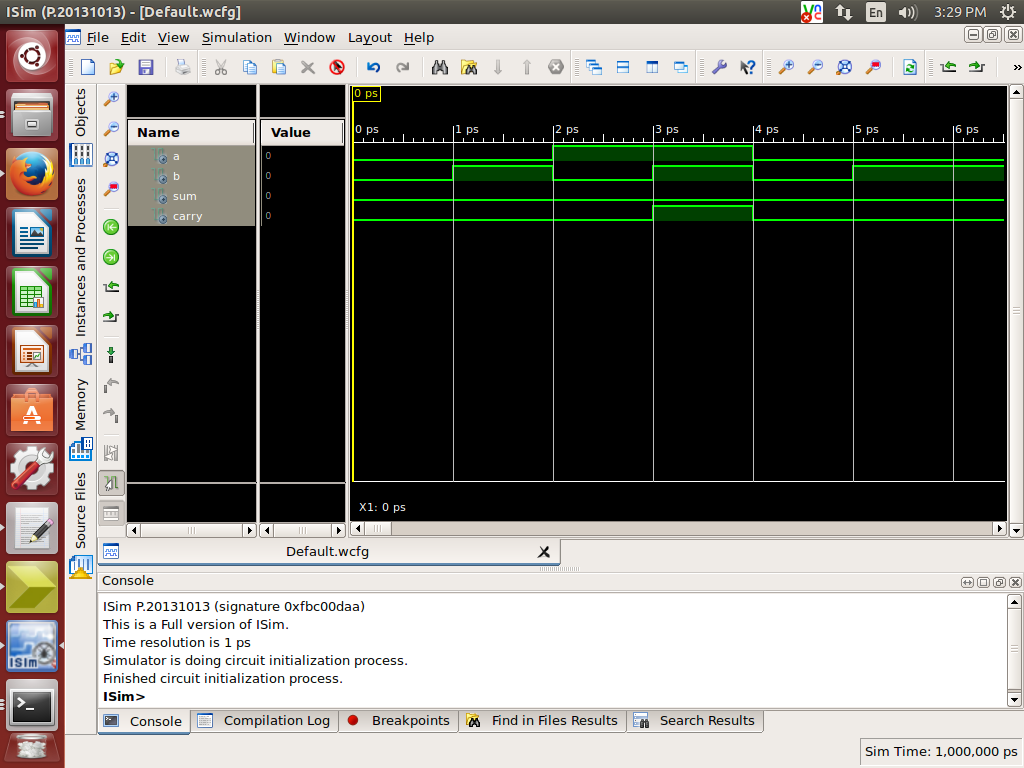 ISim (P.20131013) - [Default.wcfg]
En
3:29 PM
File Edit View Simulation Window Layout Help
»
Objects
Instances and Processes
Memory
Source Files
Name
Value
a 0
b 0
sum 0
carry 0
0 ps
0 ps 1 ps 2 ps 3 ps 4 ps 5 ps 6 ps
X1: 0 ps
Default.wcfg
Console
ISim P.20131013 (signature 0xfbc00daa)
This is a Full version of ISim.
Time resolution is 1 ps
Simulator is doing circuit initialization process.
Finished circuit initialization process.
ISim>
Console Compilation Log Breakpoints Find in Files Results Search Results
Sim Time: 1,000,000 ps
ISim